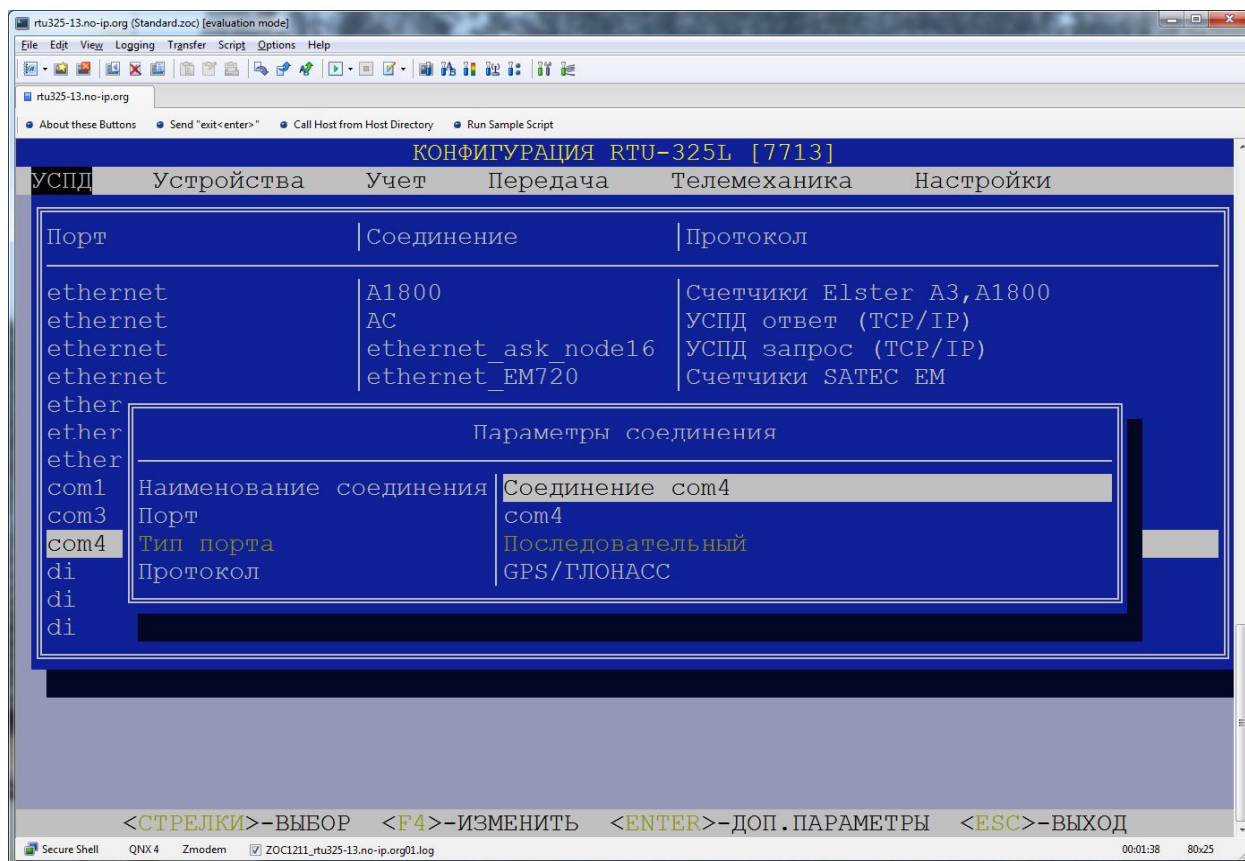 rtu325-13.no-ip.org (Standard.zoc) [evaluation mode]
File Edit View Logging Transfer Script Options Help
rtu325-13.no-ip.org
About these Buttons Send "exit<enter>" Call Host from Host Directory Run Sample Script
КОНФИГУРАЦИЯ RTU-325L [7713]
УСПД Устройства Учет Передача Телемеханика Настройки
Порт Соединение Протокол
ethernet A1800 Счетчики Elster A3,A1800
ethernet AC УСПД ответ (TCP/IP)
ethernet ethernet_ask_node16 УСПД запрос (TCP/IP)
ethernet ethernet_EM720 Счетчики SATEC EM
ether
ether Параметры соединения
ether
com1 Наименование соединения Соединение com4
com3 Порт com4
com4 Тип порта Последовательный
di Протокол GPS/ГЛОНАСС
di
di
<СТРЕЛКИ>-ВЫБОР <F4>-ИЗМЕНИТЬ <ENTER>-ДОП.ПАРАМЕТРЫ <ESC>-ВЫХОД
Secure Shell QNX 4 Zmodem ZOC1211_rtu325-13.no-ip.org01.log 00:01:38 80x25